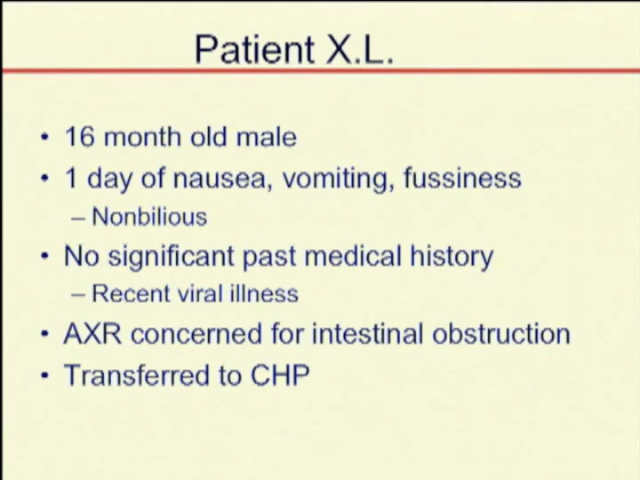 Patient X.L.
• 16 month old male
• 1 day of nausea, vomiting, fussiness
– Nonbilious
• No significant past medical history
– Recent viral illness
• AXR concerned for intestinal obstruction
• Transferred to CHP